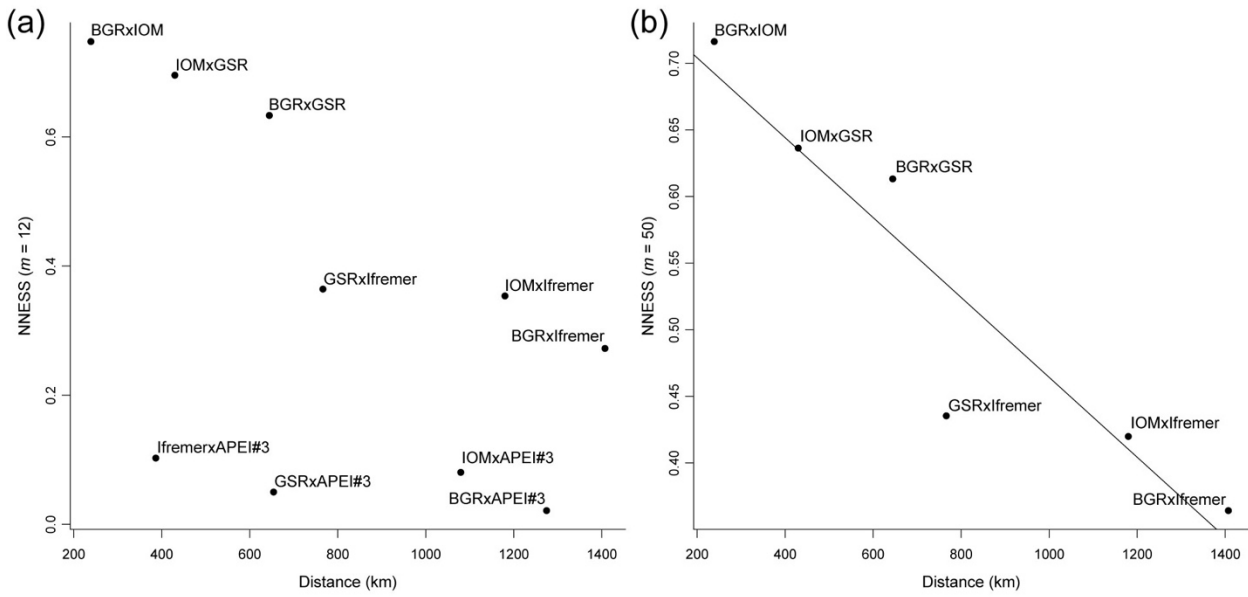 (a)
BGRxIOM
IOMxGSR
BGRxGSR
GSRxIfremer
IOMxIfremer
BGRxIfremer
IfremerxAPEI#3
GSRxAPEI#3
IOMxAPEI#3
BGRxAPEI#3
NNESS (m = 12)
0.6
0.4
0.2
0.0
200 400 600 800 1000 1200 1400
Distance (km)
(b)
BGRxIOM
IOMxGSR
BGRxGSR
GSRxIfremer
IOMxIfremer
BGRxIfremer
NNESS (m = 50)
0.70
0.65
0.60
0.55
0.50
0.45
0.40
200 400 600 800 1000 1200 1400
Distance (km)